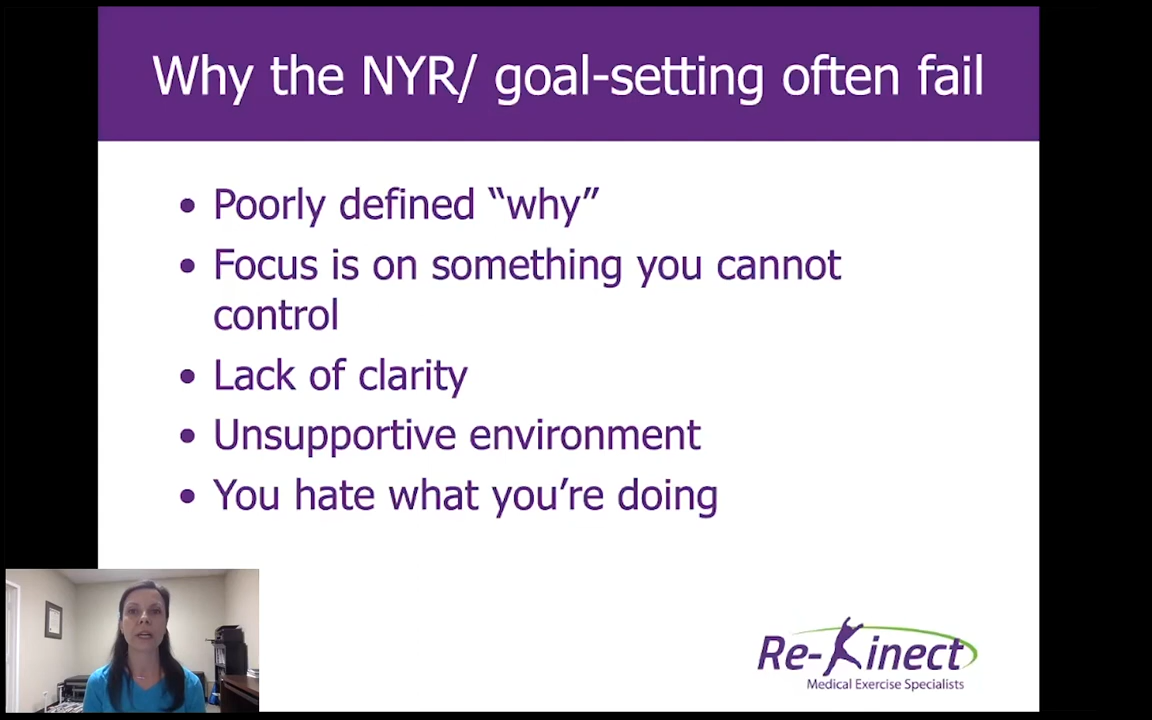 Why the NYR/ goal-setting often fail
• Poorly defined “why”
• Focus is on something you cannot
control
• Lack of clarity
• Unsupportive environment
• You hate what you’re doing
Re-Kinect
Medical Exercise Specialists